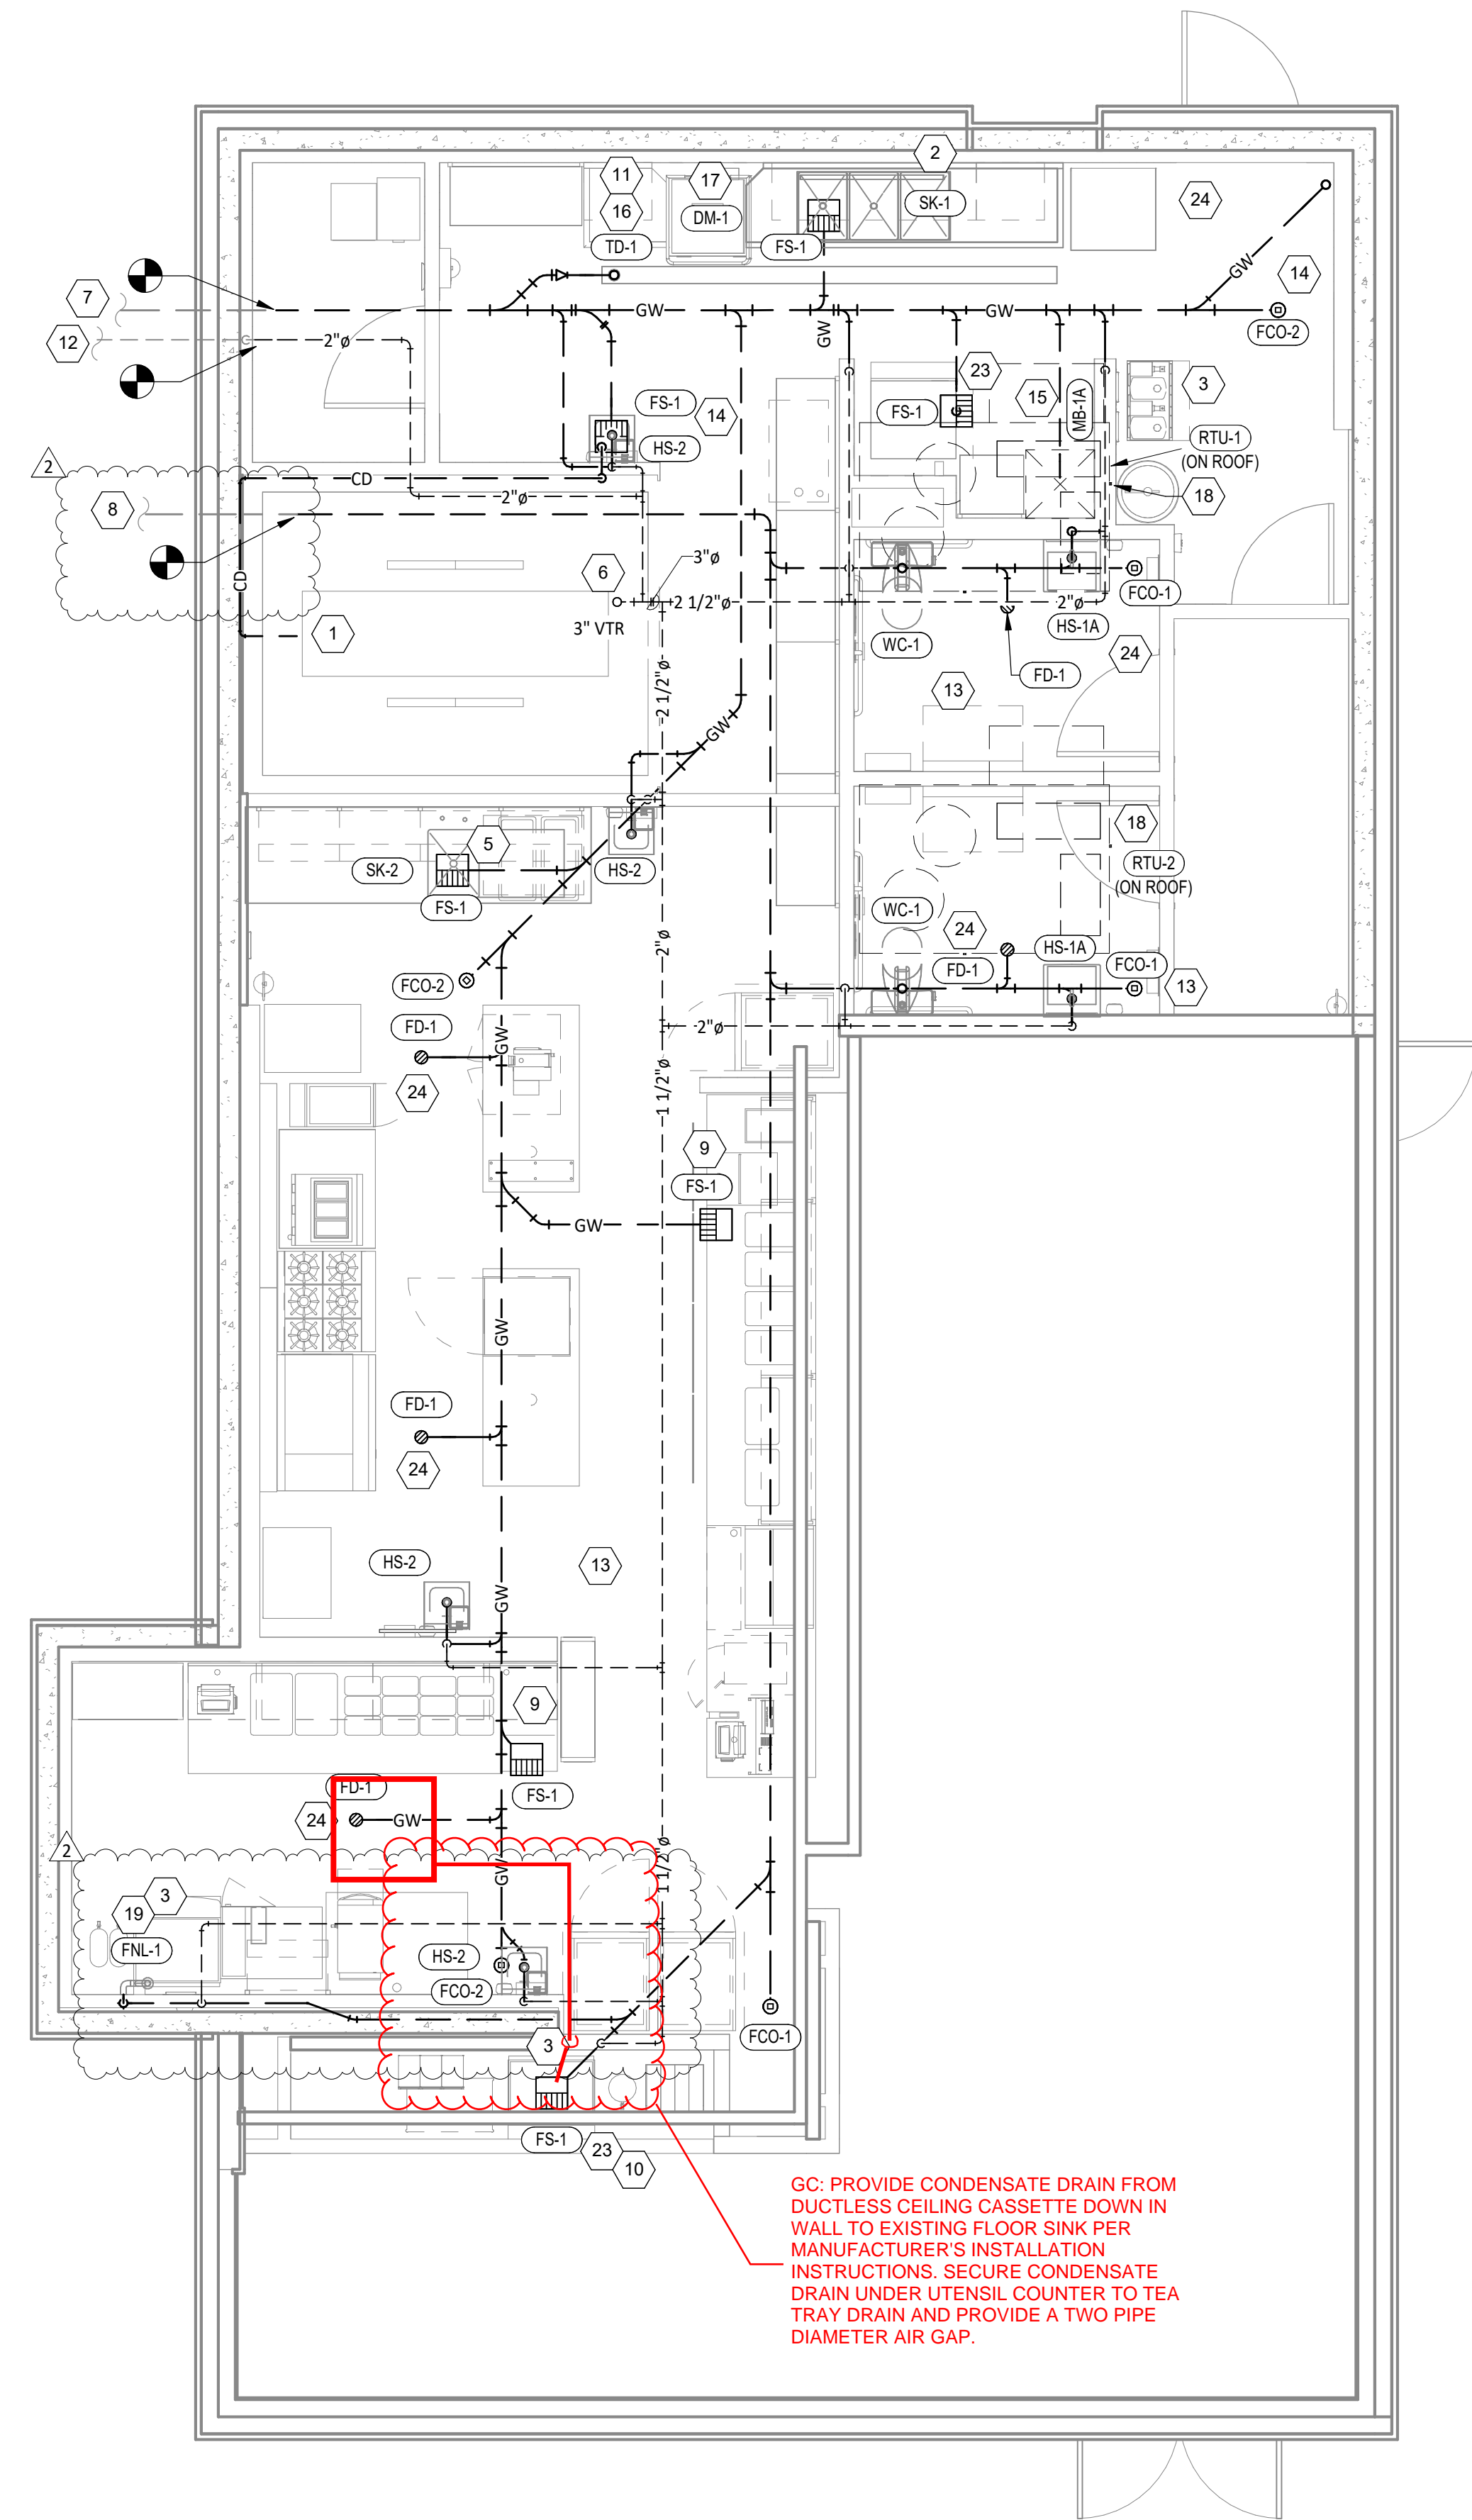 2
11
17
24
16
DM-1
SK-1
TD-1
FS-1
GW
7
14
GW
GW
12
2"ø
GW
FCO-2
23
15
3
FS-1
14
FS-1
MB-1A
RTU-1
(ON ROOF)
HS-2
2
CD
2"ø
18
8
CD
6
3"ø
2 1/2"ø
2"ø
FCO-1
3" VTR
HS-1A
1
WC-1
24
2 1/2"ø
FD-1
13
GW
18
5
SK-2
HS-2
RTU-2
(ON ROOF)
FS-1
WC-1
24
2"ø
HS-1A
FD-1
FCO-1
FCO-2
13
FD-1
2"ø
GW
24
1 1/2"ø
9
FS-1
GW
GW
FD-1
24
HS-2
13
GW
9
FD-1
FS-1
24
GW
2
1 1/2"ø
GW
3
19
FNL-1
HS-2
FCO-2
3
FCO-1
FS-1
23
10
GC: PROVIDE CONDENSATE DRAIN FROM
DUCTLESS CEILING CASSETTE DOWN IN
WALL TO EXISTING FLOOR SINK PER
MANUFACTURER'S INSTALLATION
INSTRUCTIONS. SECURE CONDENSATE
DRAIN UNDER UTENSIL COUNTER TO TEA
TRAY DRAIN AND PROVIDE A TWO PIPE
DIAMETER AIR GAP.